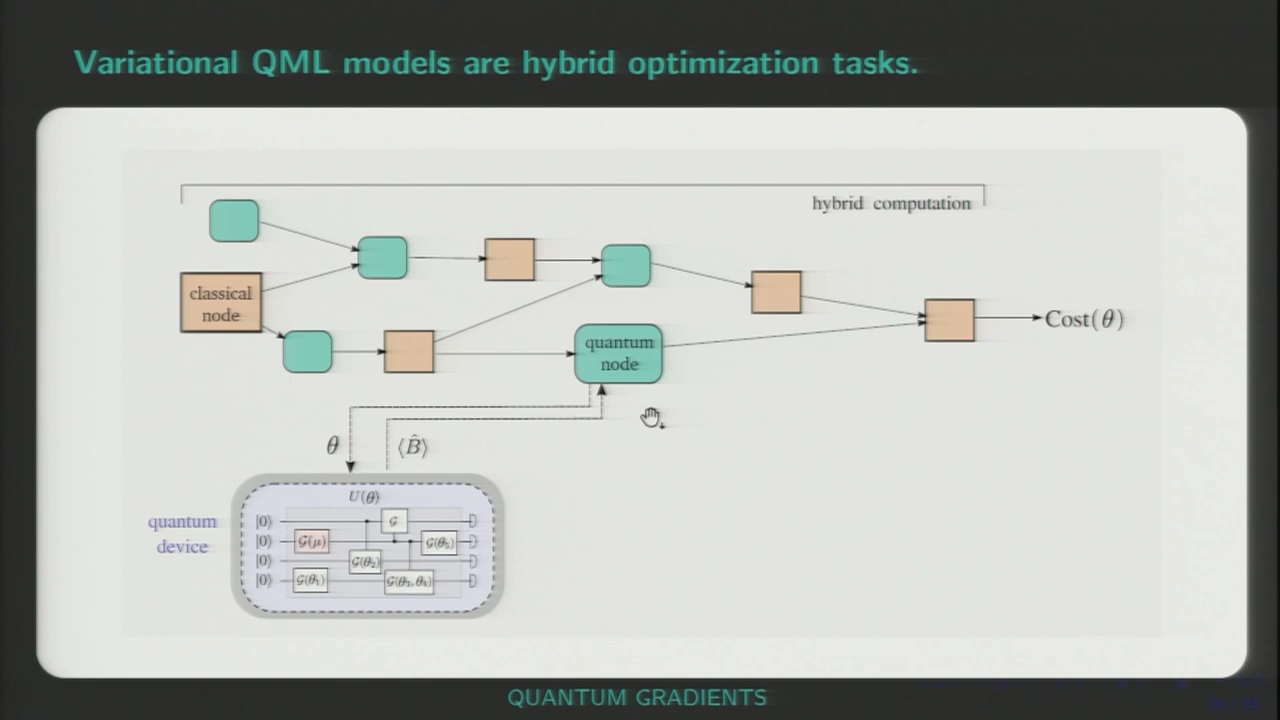 Variational QML models are hybrid optimization tasks.
hybrid computation
classical
node
quantum
node
Cost(θ)
θ
⟨B̂⟩
quantum
device
U(θ)
|0⟩
𝒢
|0⟩
𝒢(μ)
𝒢(θ₅)
|0⟩
𝒢(θ₂)
|0⟩
𝒢(θ₁)
𝒢(θ₃, θ₄)
QUANTUM GRADIENTS